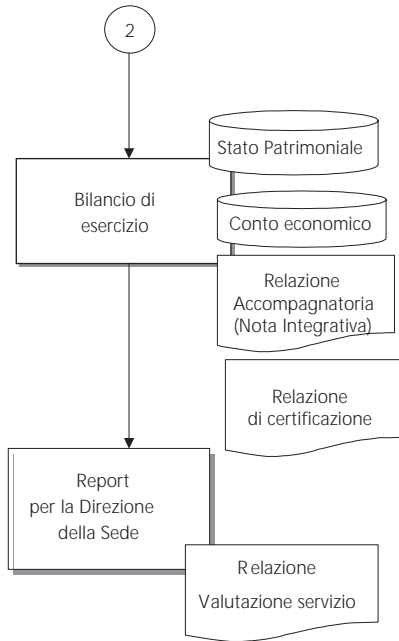 2
Stato Patrimoniale
Bilancio di
esercizio
Conto economico
Relazione
Accompagnatoria
(Nota Integrativa)
Relazione
di certificazione
Report
per la Direzione
della Sede
Relazione
Valutazione servizio